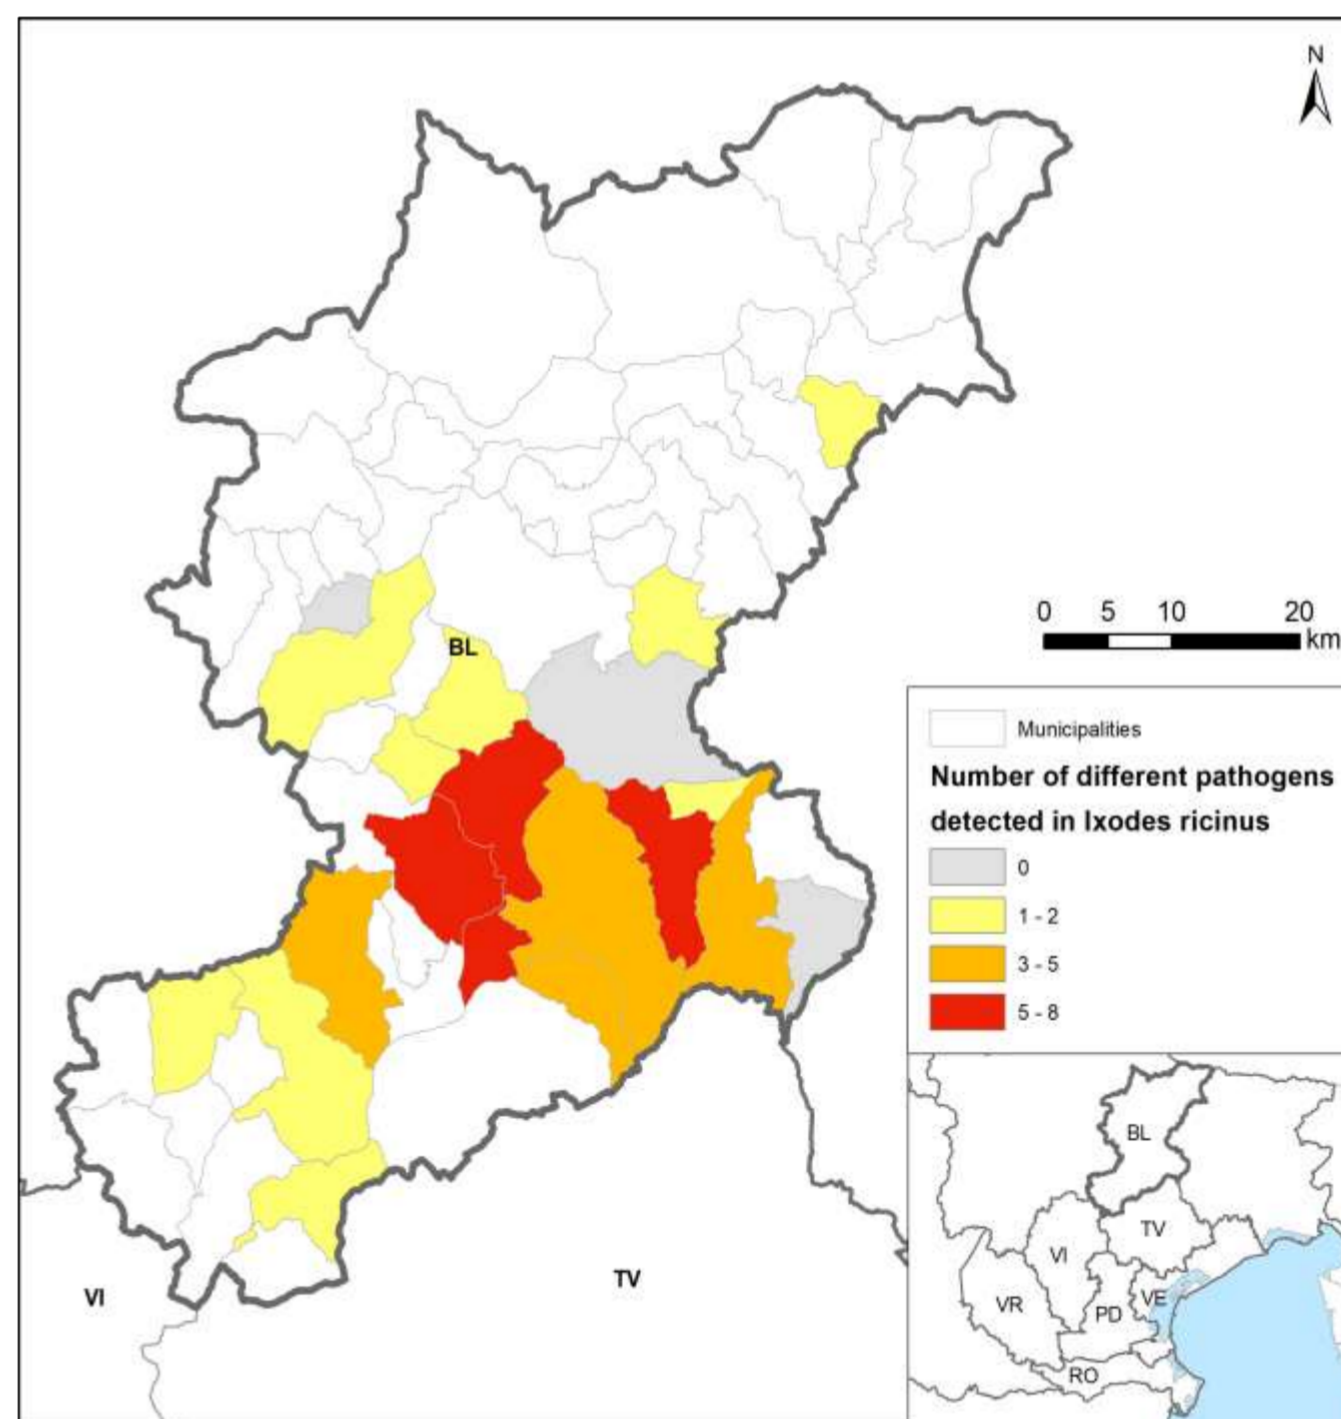 N
BL
0 5 10 20
km
Municipalities
Number of different pathogens
detected in Ixodes ricinus
0
1 - 2
3 - 5
5 - 8
VI
TV
BL
TV
VI
VE
VR
PD
RO